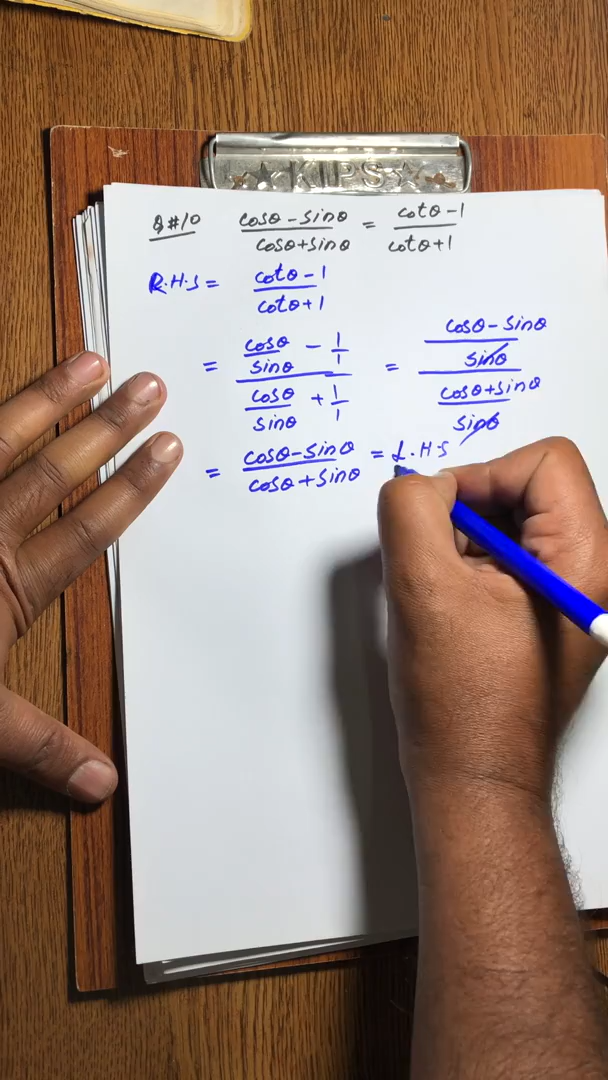 KIPS
Q#10 (cosθ - sinθ)/(cosθ + sinθ) = (cotθ - 1)/(cotθ + 1)
R.H.S = (cotθ - 1)/(cotθ + 1)
= (cosθ/sinθ - 1/1)/(cosθ/sinθ + 1/1) = ((cosθ - sinθ)/sinθ)/((cosθ + sinθ)/sinθ)
= (cosθ - sinθ)/(cosθ + sinθ) = L.H.S